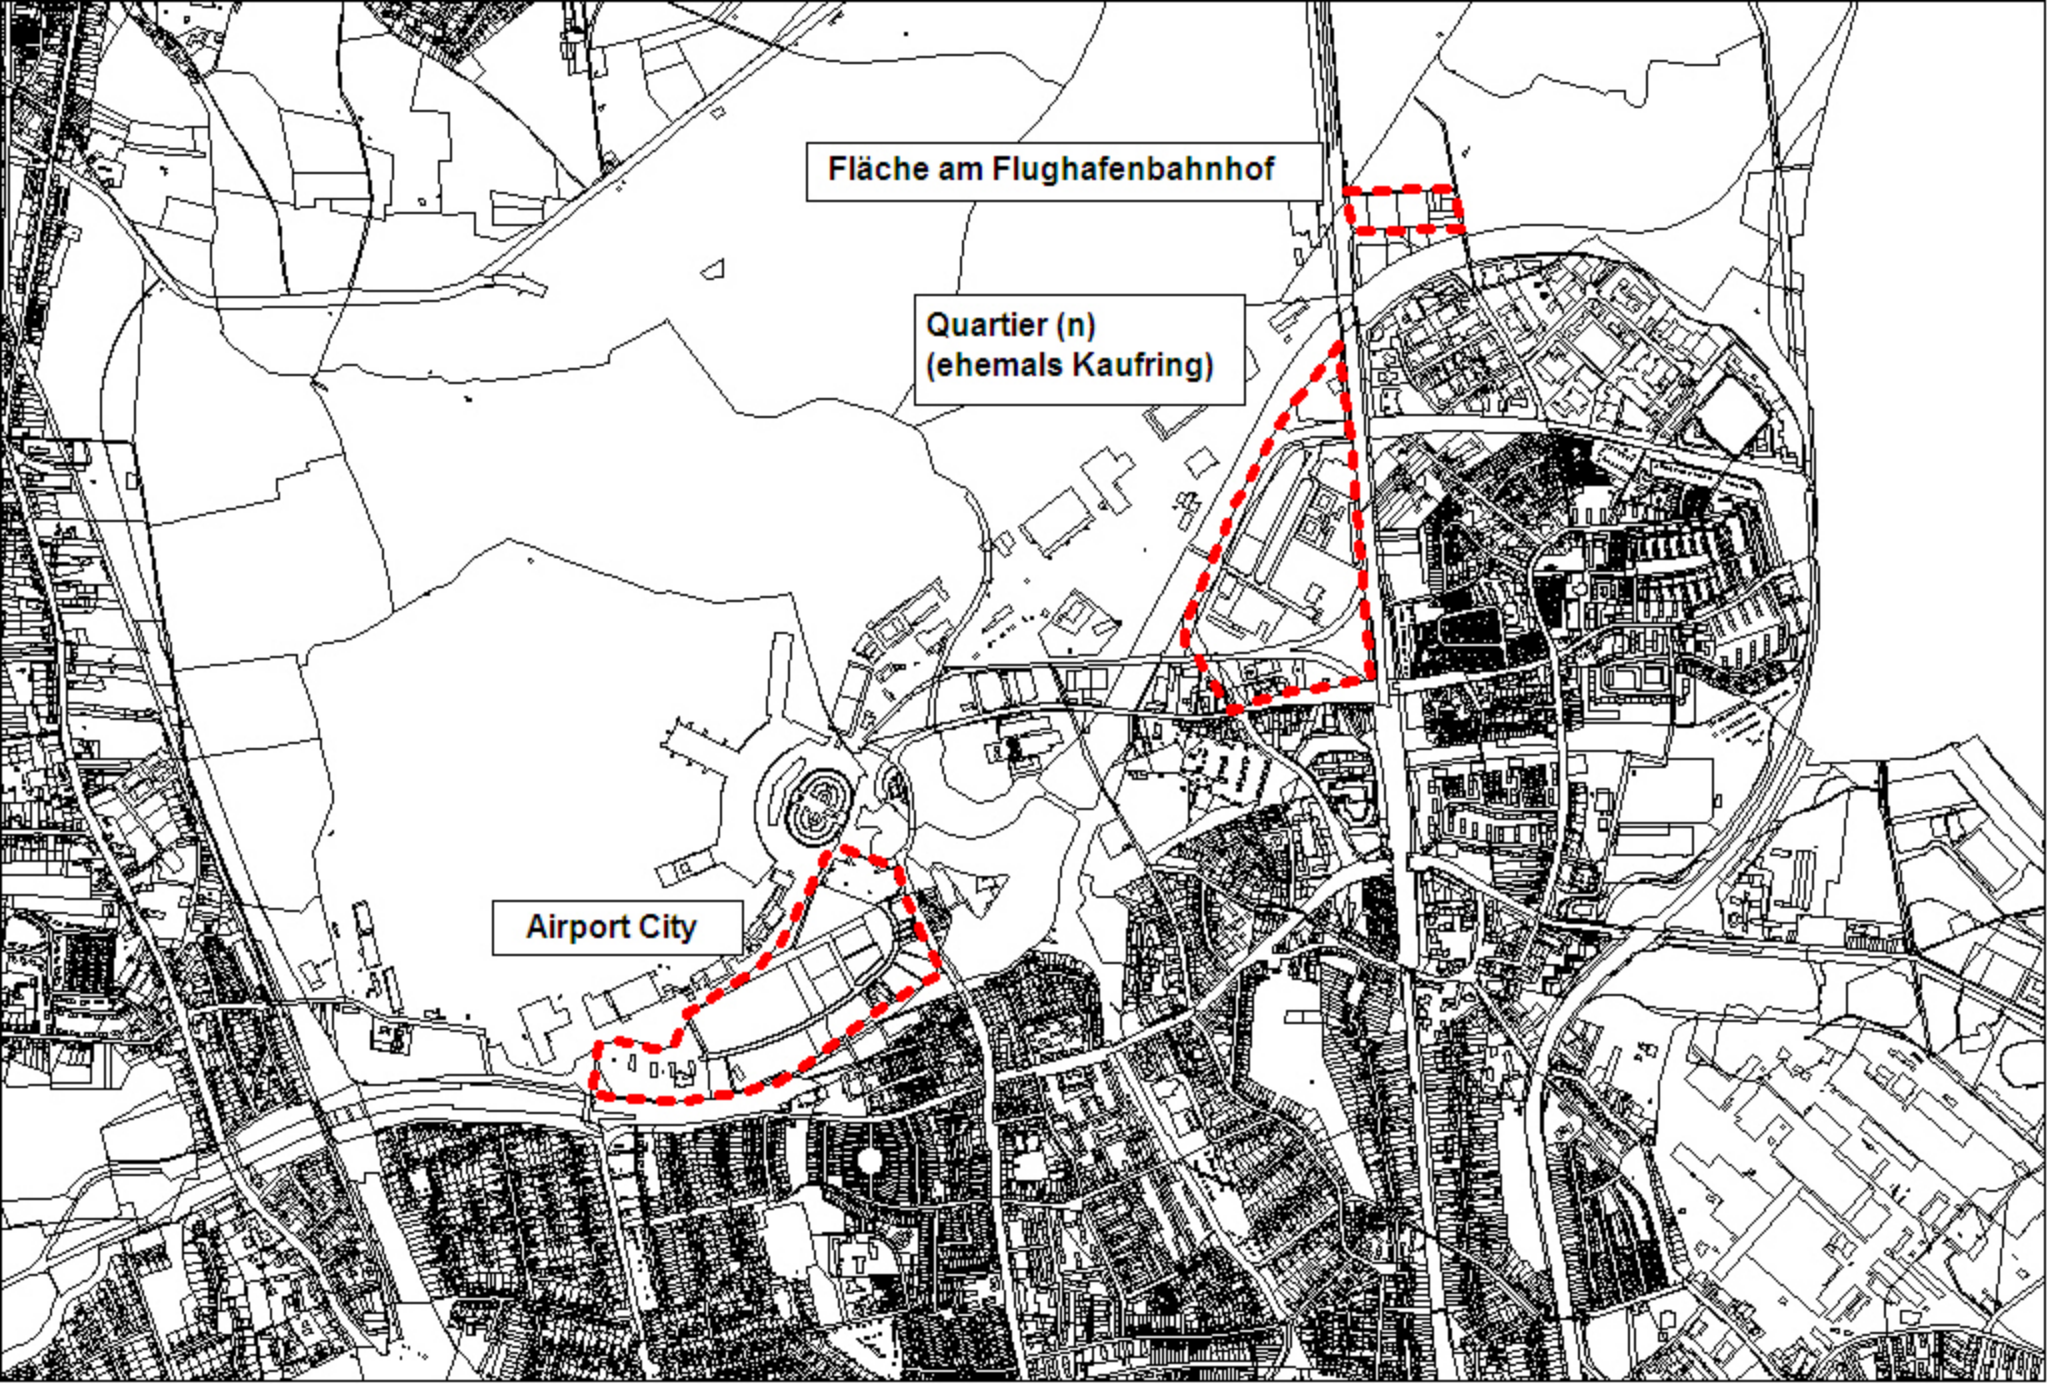 Fläche am Flughafenbahnhof
Quartier (n)
(ehemals Kaufring)
Airport City